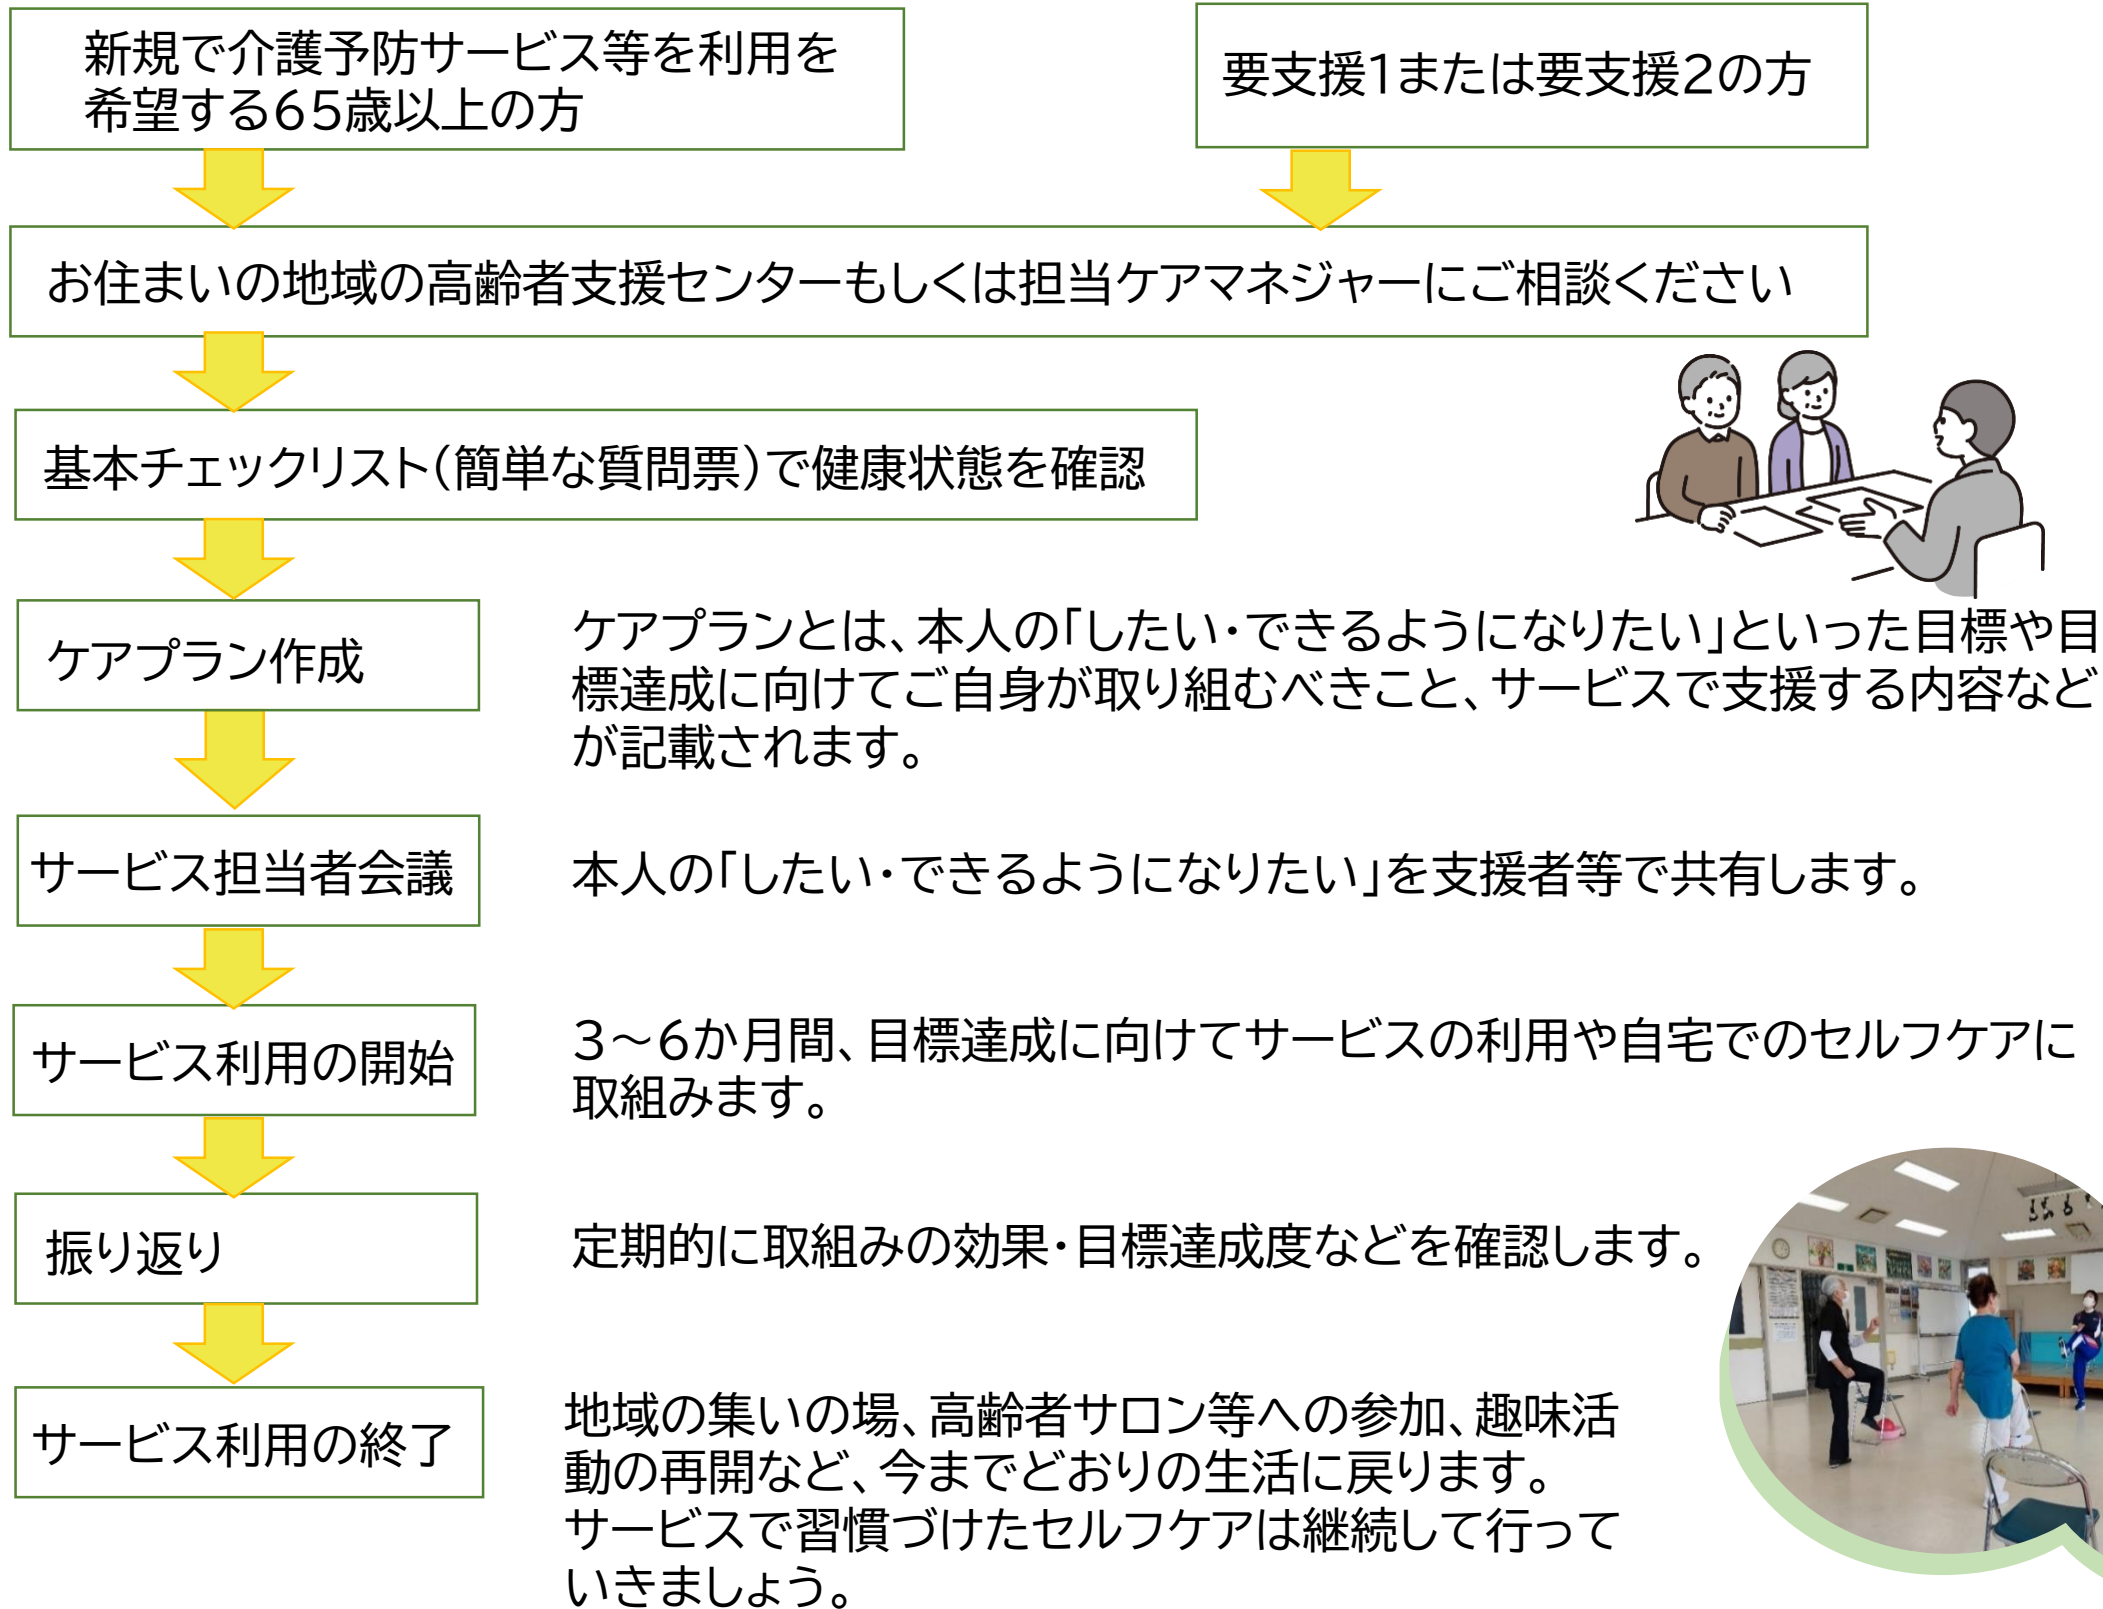 新規で介護予防サービス等を利用を
希望する65歳以上の方
要支援1または要支援2の方
お住まいの地域の高齢者支援センターもしくは担当ケアマネジャーにご相談ください
基本チェックリスト(簡単な質問票)で健康状態を確認
ケアプラン作成
ケアプランとは、本人の「したい・できるようになりたい」といった目標や目
標達成に向けてご自身が取り組むべきこと、サービスで支援する内容など
が記載されます。
サービス担当者会議
本人の「したい・できるようになりたい」を支援者等で共有します。
サービス利用の開始
3~6か月間、目標達成に向けてサービスの利用や自宅でのセルフケアに
取組みます。
振り返り
定期的に取組みの効果・目標達成度などを確認します。
サービス利用の終了
地域の集いの場、高齢者サロン等への参加、趣味活
動の再開など、今までどおりの生活に戻ります。
サービスで習慣づけたセルフケアは継続して行って
いきましょう。